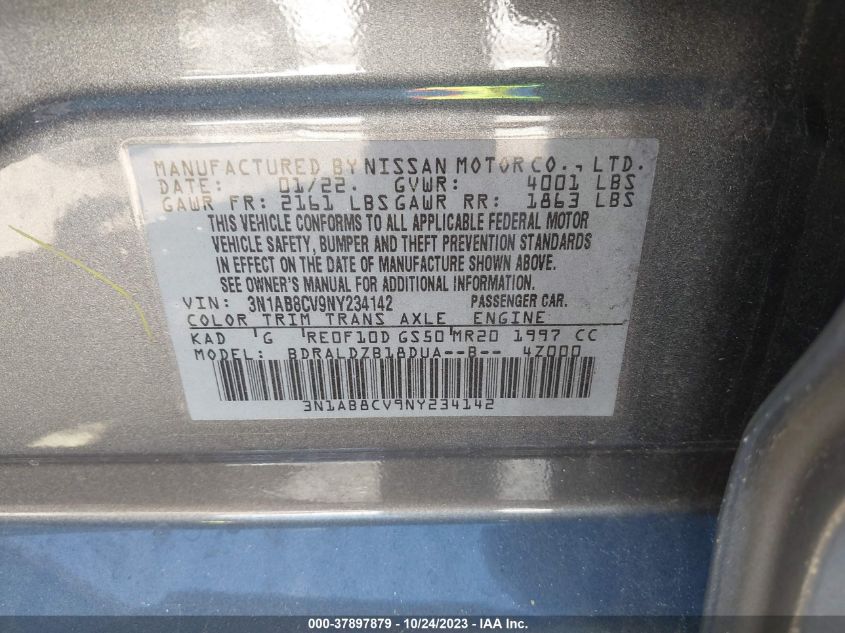 MANUFACTURED BY NISSAN MOTOR CO., LTD.
DATE: 01/22. GVWR: 4001 LBS
GAWR FR: 2161 LBS GAWR RR: 1863 LBS
THIS VEHICLE CONFORMS TO ALL APPLICABLE FEDERAL MOTOR
VEHICLE SAFETY, BUMPER AND THEFT PREVENTION STANDARDS
IN EFFECT ON THE DATE OF MANUFACTURE SHOWN ABOVE.
SEE OWNER'S MANUAL FOR ADDITIONAL INFORMATION.
VIN: 3N1AB8CV9NY234142 PASSENGER CAR.
COLOR TRIM TRANS AXLE ENGINE
KAD G RE0F10D GS50 MR20 1997 CC
MODEL: BDRALDZB18DUA--B-- 4Z000
3N1AB8CV9NY234142
000-37897879 - 10/24/2023 - IAA Inc.